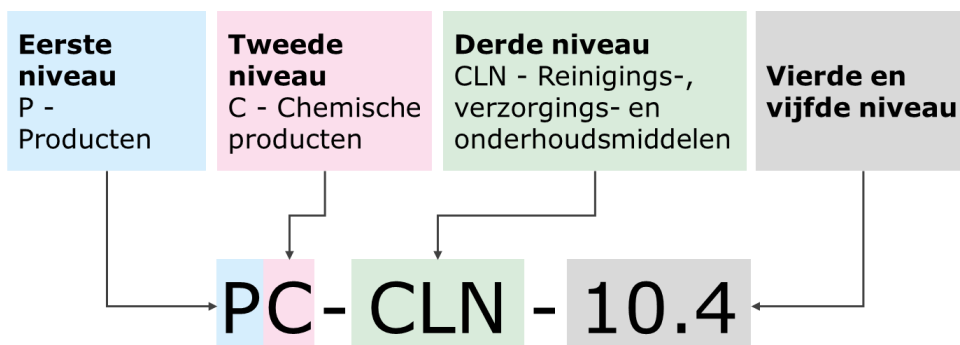 Eerste
niveau
P -
Producten
Tweede
niveau
C - Chemische
producten
Derde niveau
CLN - Reinigings-,
verzorgings- en
onderhoudsmiddelen
Vierde en
vijfde niveau
PC - CLN - 10.4